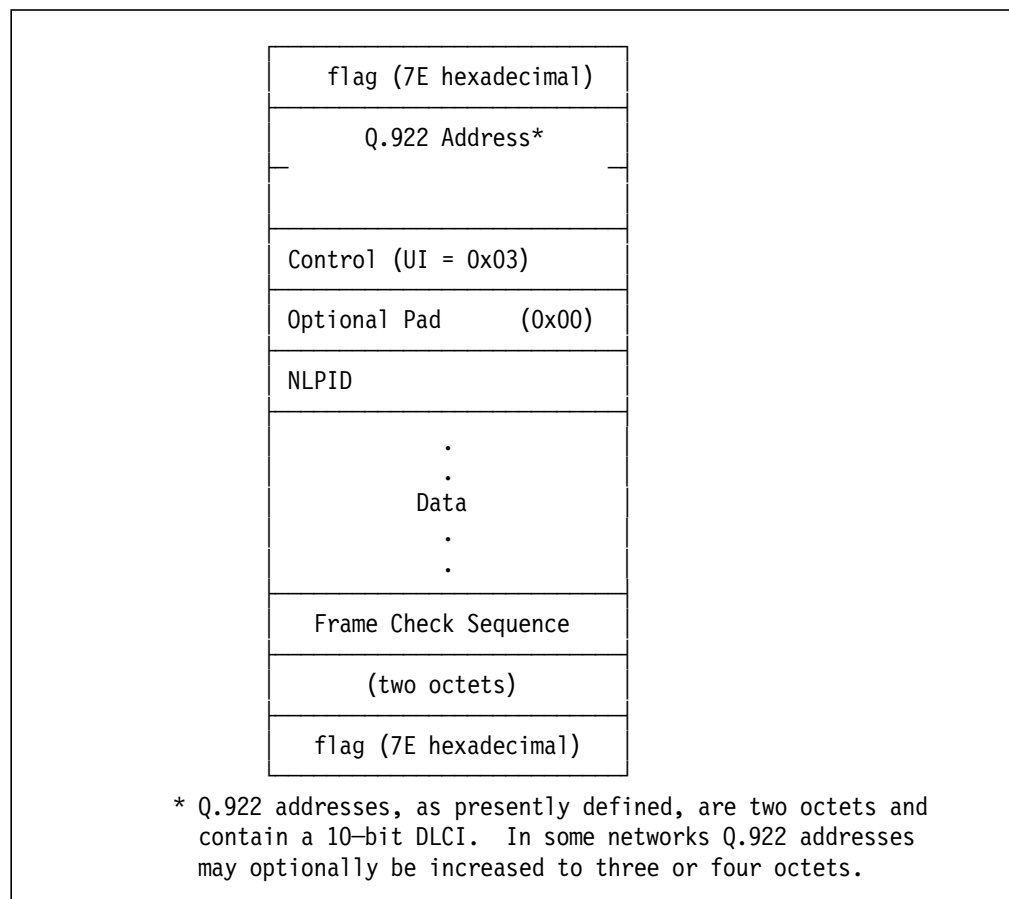 flag (7E hexadecimal)
Q.922 Address*
Control (UI = 0x03)
Optional Pad (0x00)
NLPID
.
.
Data
.
.
Frame Check Sequence
(two octets)
flag (7E hexadecimal)
* Q.922 addresses, as presently defined, are two octets and
contain a 10–bit DLCI. In some networks Q.922 addresses
may optionally be increased to three or four octets.